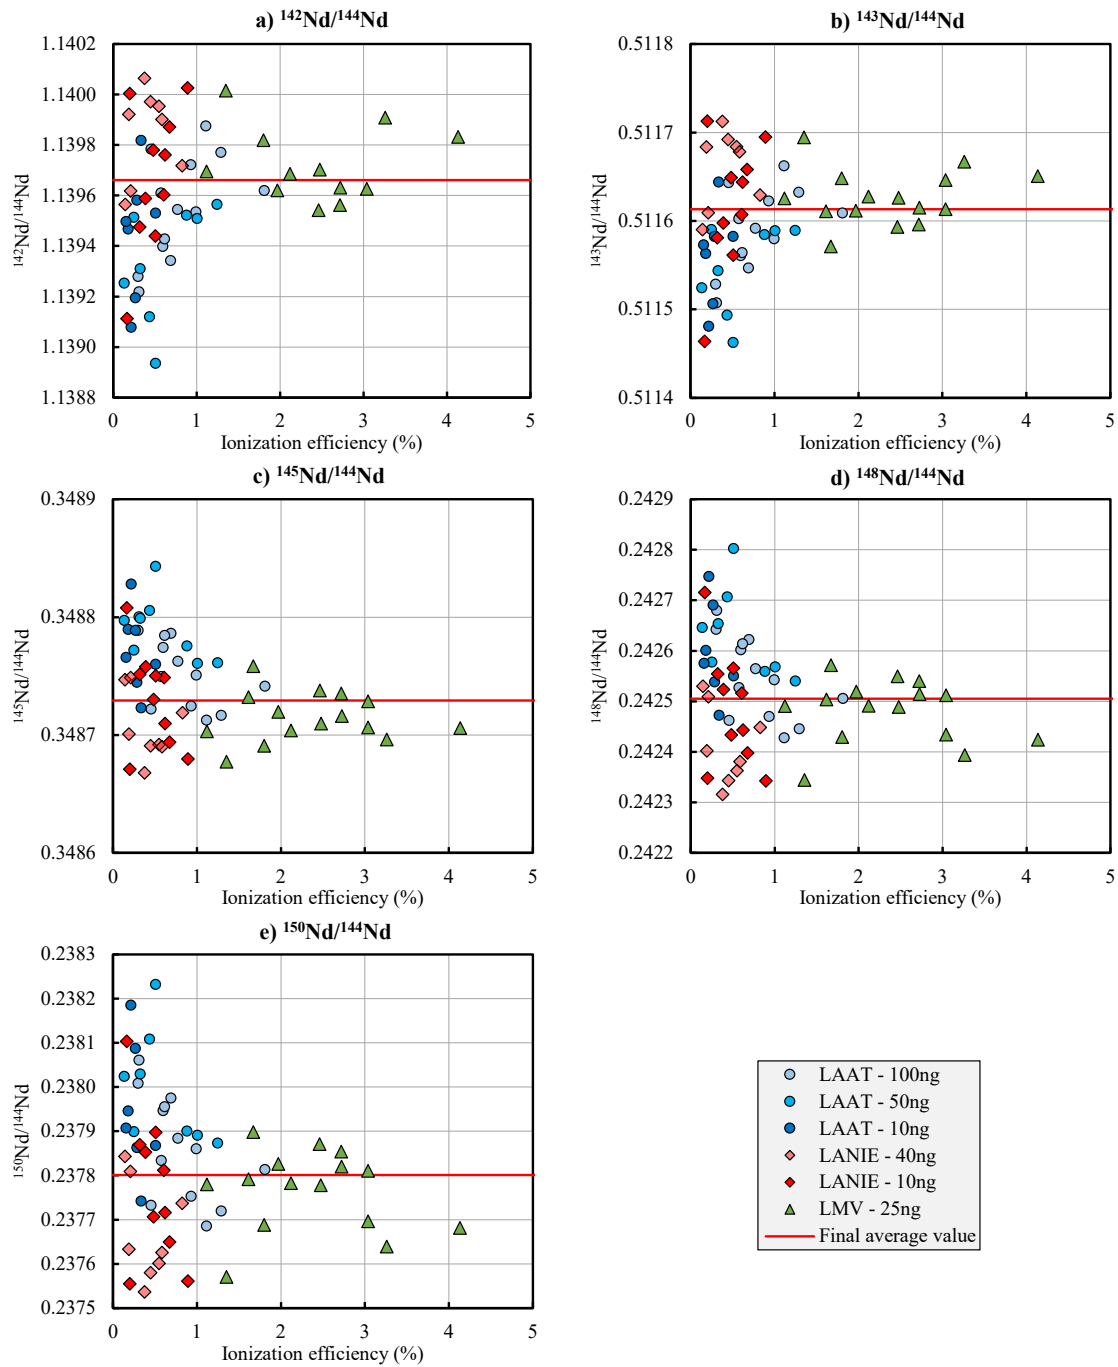 a) ¹⁴²Nd/¹⁴⁴Nd
b) ¹⁴³Nd/¹⁴⁴Nd
1.1402
1.1400
1.1398
1.1396
1.1394
1.1392
1.1390
1.1388
¹⁴²Nd/¹⁴⁴Nd
0 1 2 3 4 5
Ionization efficiency (%)
0.5118
0.5117
0.5116
0.5115
0.5114
¹⁴³Nd/¹⁴⁴Nd
0 1 2 3 4 5
Ionization efficiency (%)
c) ¹⁴⁵Nd/¹⁴⁴Nd
d) ¹⁴⁸Nd/¹⁴⁴Nd
0.3489
0.3488
0.3487
0.3486
¹⁴⁵Nd/¹⁴⁴Nd
0 1 2 3 4 5
Ionization efficiency (%)
0.2429
0.2428
0.2427
0.2426
0.2425
0.2424
0.2423
0.2422
¹⁴⁸Nd/¹⁴⁴Nd
0 1 2 3 4 5
Ionization efficiency (%)
e) ¹⁵⁰Nd/¹⁴⁴Nd
0.2383
0.2382
0.2381
0.2380
0.2379
0.2378
0.2377
0.2376
0.2375
¹⁵⁰Nd/¹⁴⁴Nd
0 1 2 3 4 5
Ionization efficiency (%)
LAAT - 100ng
LAAT - 50ng
LAAT - 10ng
LANIE - 40ng
LANIE - 10ng
LMV - 25ng
Final average value